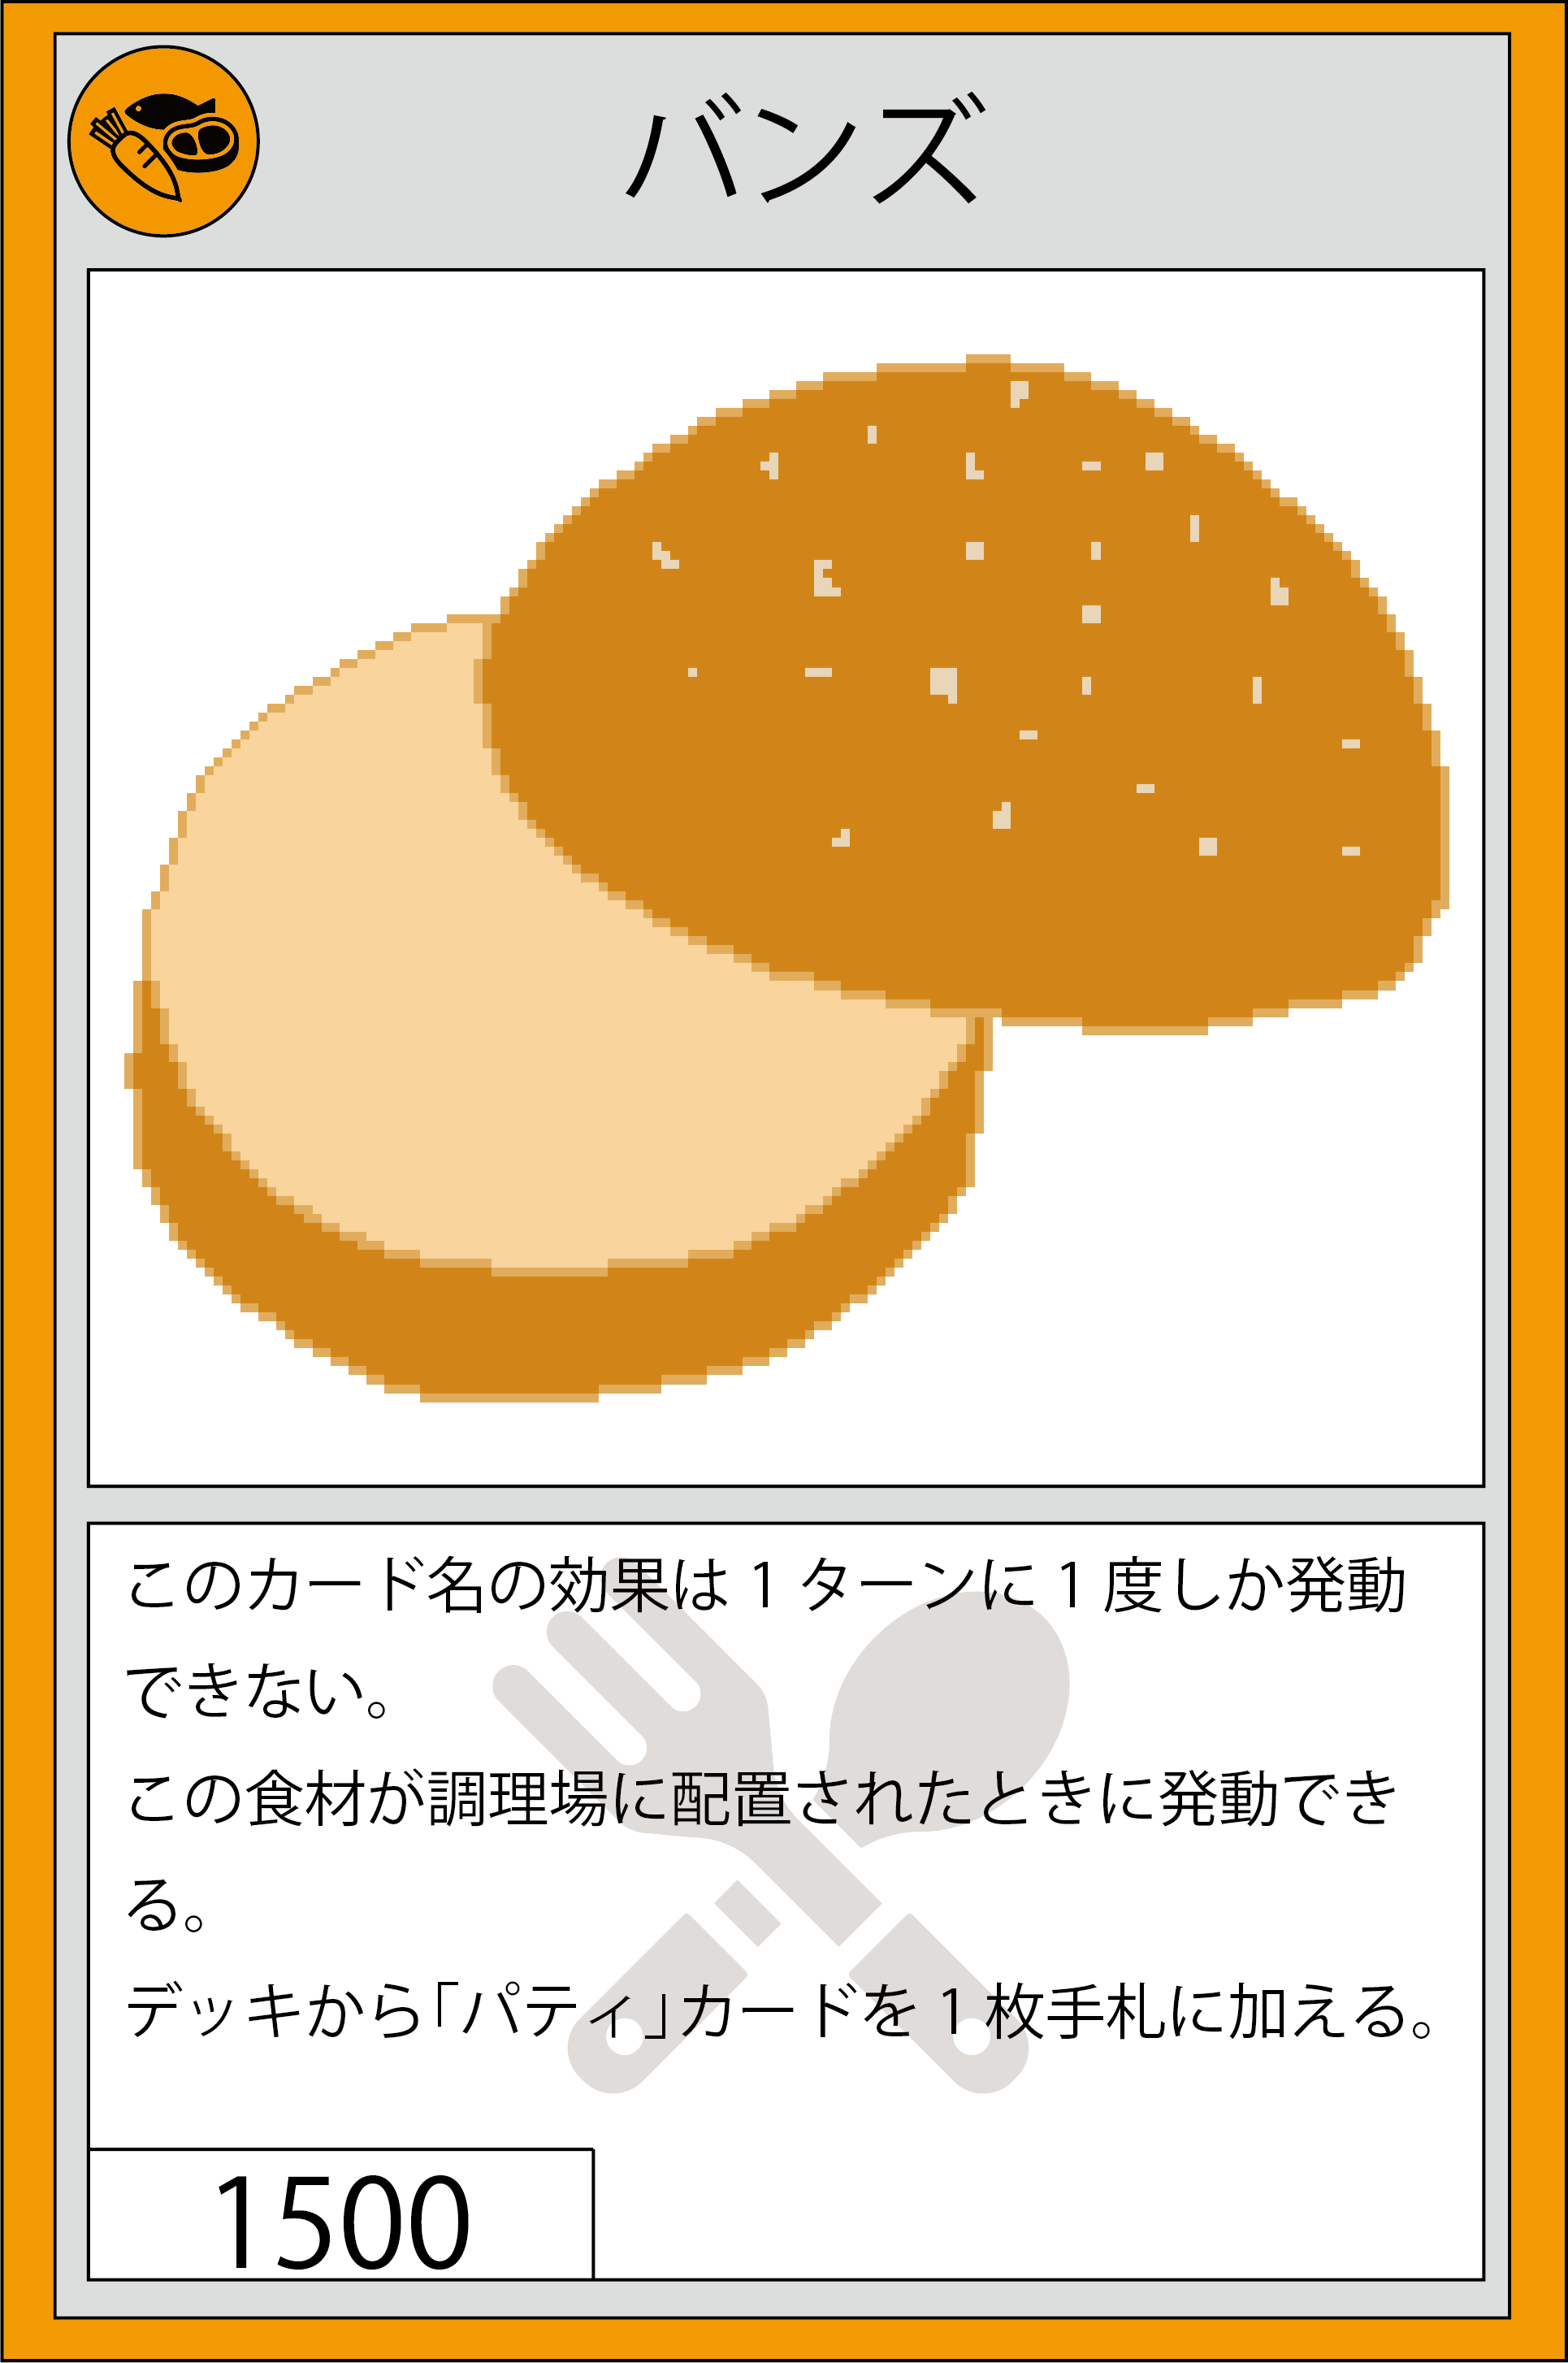 バンズ
このカード名の効果は1ターンに1度しか発動
できない。
この食材が調理場に配置されたときに発動でき
る。
デッキから「パティ」カードを1枚手札に加える。
1500